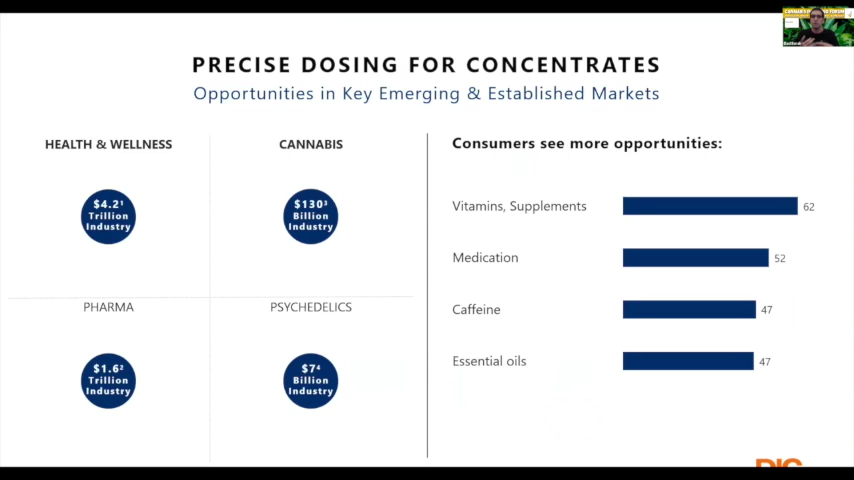 PRECISE DOSING FOR CONCENTRATES
Opportunities in Key Emerging & Established Markets
HEALTH & WELLNESS
$4.2¹
Trillion
Industry
CANNABIS
$130³
Billion
Industry
PHARMA
$1.6²
Trillion
Industry
PSYCHEDELICS
$7⁴
Billion
Industry
Consumers see more opportunities:
Vitamins, Supplements 62
Medication 52
Caffeine 47
Essential oils 47